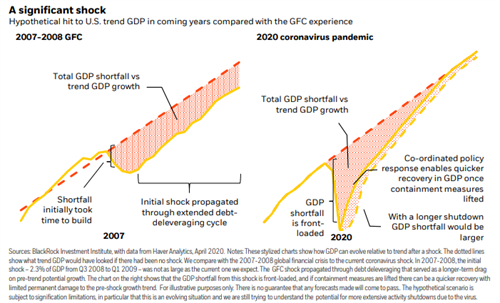 A significant shock
Hypothetical hit to U.S. trend GDP in coming years compared with the GFC experience
2007–2008 GFC
Total GDP shortfall vs
trend GDP growth
Shortfall
initially took
time to build
Initial shock propagated
through extended debt-
deleveraging cycle
2007
2020 coronavirus pandemic
Total GDP shortfall vs
trend GDP growth
Co-ordinated policy
response enables quicker
recovery in GDP once
containment measures
lifted
GDP
shortfall
is front-
loaded
With a longer shutdown
GDP shortfall would be
larger
2020
Sources: BlackRock Investment Institute, with data from Haver Analytics, April 2020. Notes: These stylized charts show how GDP can evolve relative to trend after a shock. The dotted lines
show what trend GDP would have looked if there had been no shock. We compare the 2007-2008 global financial crisis to the current coronavirus shock. In 2007-2008, the initial
shock – 2.3% of GDP from Q3 2008 to Q1 2009 – was not as large as the current one we expect. The GFC shock propagated through debt deleveraging that served as a longer-term drag
on pre-trend potential growth. The chart on the right shows that the GDP shortfall from this shock is front-loaded, and if containment measures are lifted there can be a quick recovery with
limited permanent damage to the pre-shock growth trend. For illustrative purposes only. There is no guarantee that any forecasts made will come to pass. The hypothetical scenario is
subject to signification limitations, in particular that this is an evolving situation and we are still trying to understand the potential for more extensive activity shutdowns due to the virus.